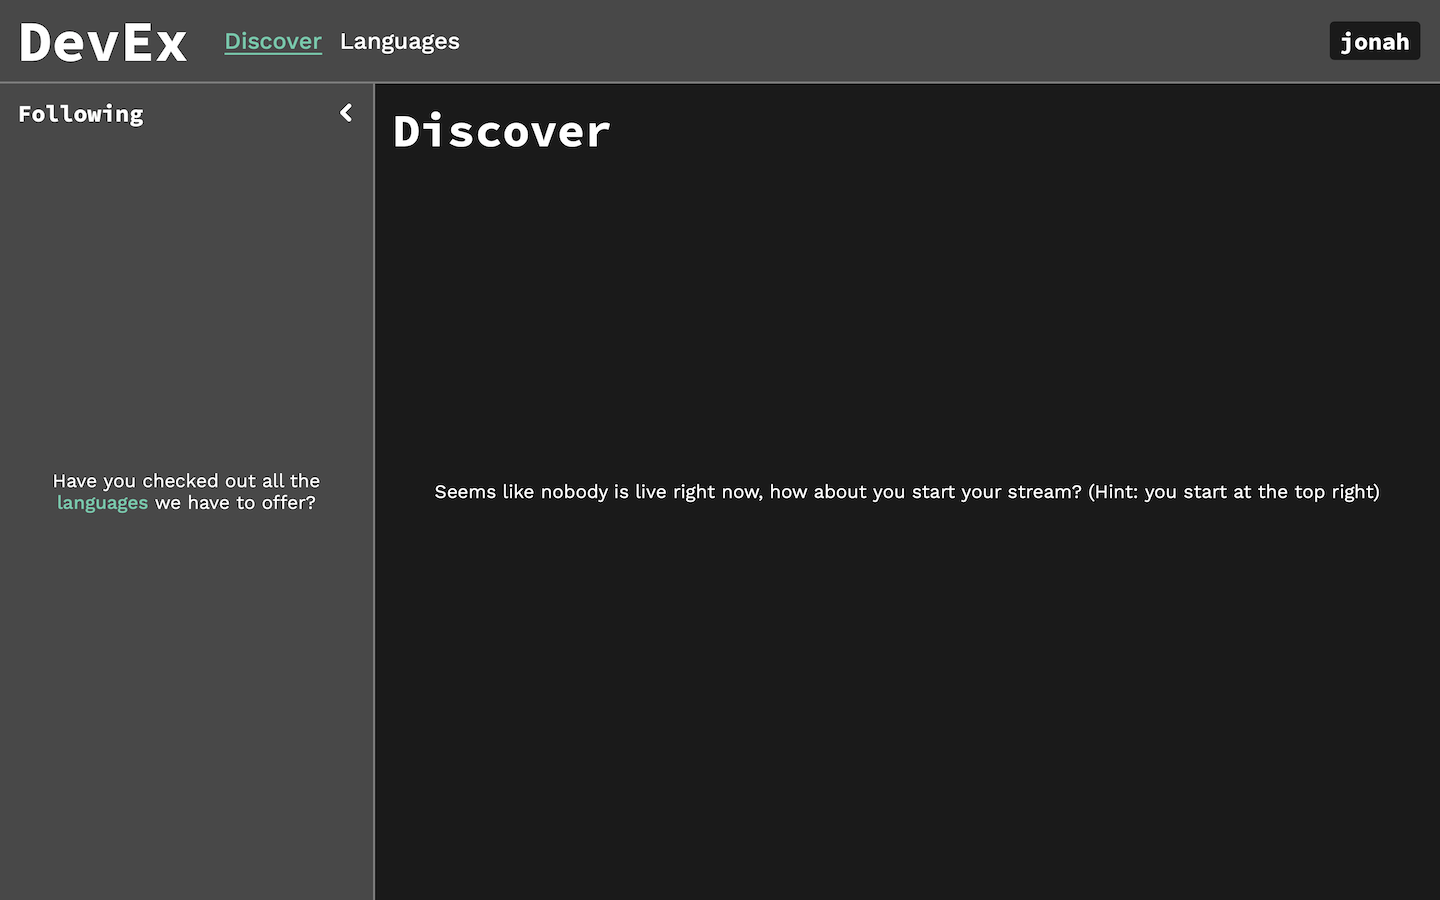 DevEx
Discover
Languages
jonah
Following
Discover
Have you checked out all the
languages we have to offer?
Seems like nobody is live right now, how about you start your stream? (Hint: you start at the top right)